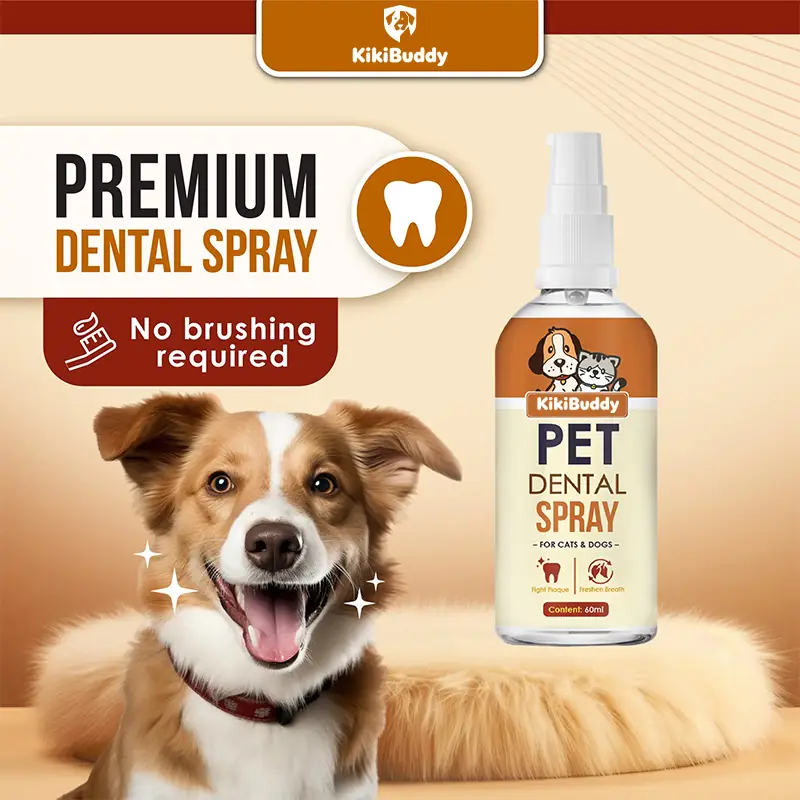 KikiBuddy
PREMIUM
DENTAL SPRAY
No brushing
required
KikiBuddy
PET
DENTAL
SPRAY
– FOR CATS & DOGS –
Fight Plaque
Freshen Breath
Content: 60ml